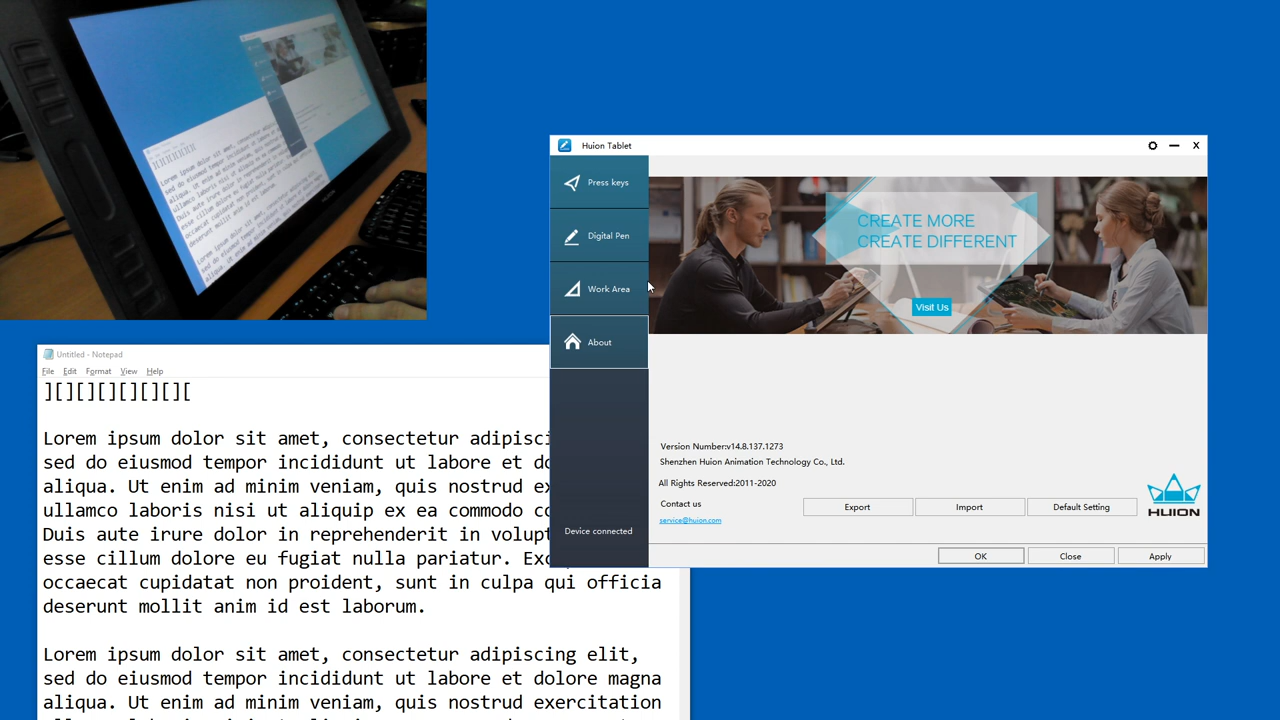 Huion Tablet
Press keys
Digital Pen
Work Area
About
Device connected
CREATE MORE
CREATE DIFFERENT
Visit Us
Version Number:v14.8.137.1273
Shenzhen Huion Animation Technology Co., Ltd.
All Rights Reserved:2011-2020
Contact us
service@huion.com
Export Import Default Setting
HUION
OK Close Apply
Untitled - Notepad
File Edit Format View Help
][][][][][][][
Lorem ipsum dolor sit amet, consectetur
sed do eiusmod tempor incididunt ut labore et
aliqua. Ut enim ad minim veniam, quis nostrud
ullamco laboris nisi ut aliquip ex ea commodo
Duis aute irure dolor in reprehenderit in
esse cillum dolore eu fugiat nulla pariatur.
occaecat cupidatat non proident, sunt in culpa qui officia
deserunt mollit anim id est laborum.
Lorem ipsum dolor sit amet, consectetur adipiscing elit,
sed do eiusmod tempor incididunt ut labore et dolore magna
aliqua. Ut enim ad minim veniam, quis nostrud exercitation